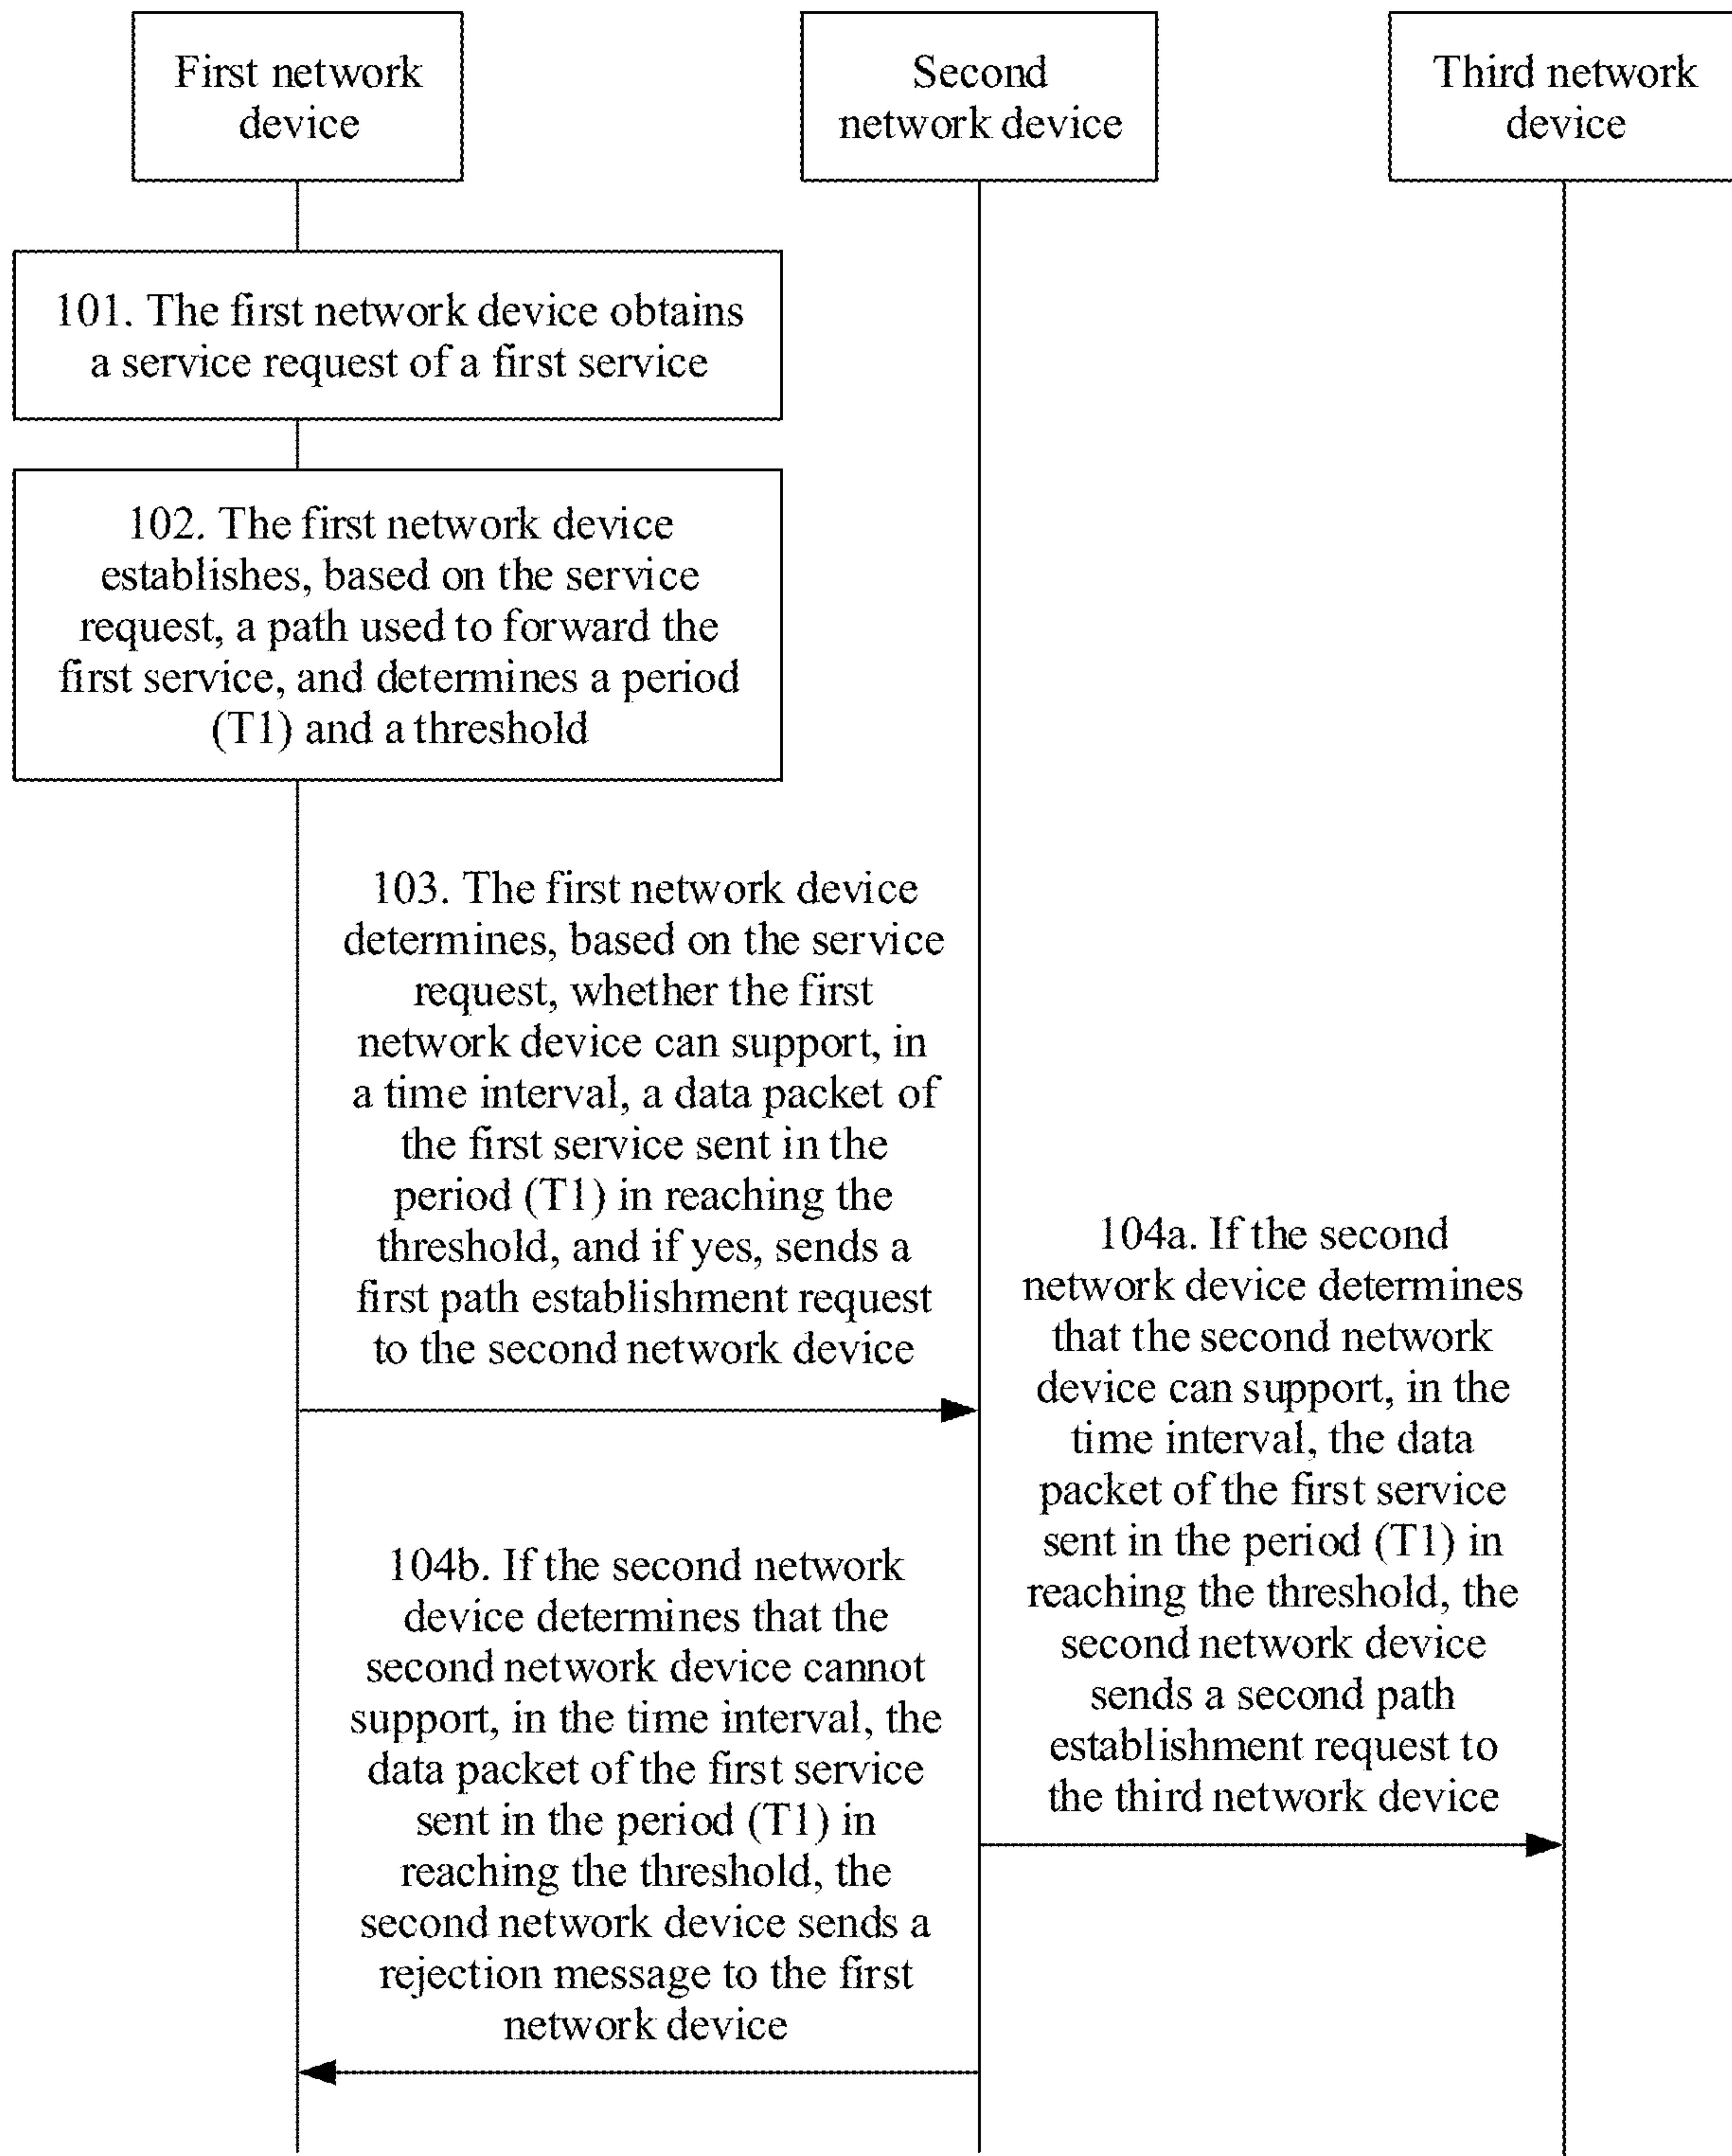 First network
device
Second
network device
Third network
device
101. The first network device obtains
a service request of a first service
102. The first network device
establishes, based on the service
request, a path used to forward the
first service, and determines a period
(T1) and a threshold
103. The first network device
determines, based on the service
request, whether the first
network device can support, in
a time interval, a data packet of
the first service sent in the
period (T1) in reaching the
threshold, and if yes, sends a
first path establishment request
to the second network device
104a. If the second
network device determines
that the second network
device can support, in the
time interval, the data
packet of the first service
sent in the period (T1) in
reaching the threshold, the
second network device
sends a second path
establishment request to
the third network device
104b. If the second network
device determines that the
second network device cannot
support, in the time interval, the
data packet of the first service
sent in the period (T1) in
reaching the threshold, the
second network device sends a
rejection message to the first
network device